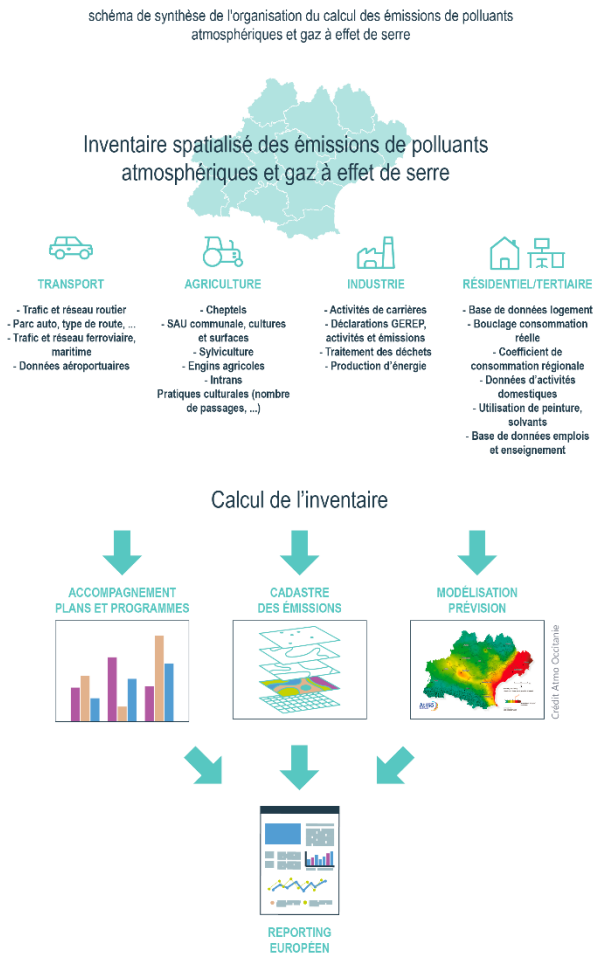 schéma de synthèse de l'organisation du calcul des émissions de polluants
atmosphériques et gaz à effet de serre
Inventaire spatialisé des émissions de polluants
atmosphériques et gaz à effet de serre
TRANSPORT
- Trafic et réseau routier
- Parc auto, type de route, ...
- Trafic et réseau ferroviaire,
maritime
- Données aéroportuaires
AGRICULTURE
- Cheptels
- SAU communale, cultures
et surfaces
- Sylviculture
- Engins agricoles
- Intrans
Pratiques culturales (nombre
de passages, ...)
INDUSTRIE
- Activités de carrières
- Déclarations GEREP,
activités et émissions
- Traitement des déchets
- Production d'énergie
RÉSIDENTIEL/TERTIAIRE
- Base de données logement
- Bouclage consommation
réelle
- Coefficient de
consommation régionale
- Données d'activités
domestiques
- Utilisation de peinture,
solvants
- Base de données emplois
et enseignement
Calcul de l'inventaire
ACCOMPAGNEMENT
PLANS ET PROGRAMMES
CADASTRE
DES ÉMISSIONS
MODÉLISATION
PRÉVISION
Crédit Atmo Occitanie
REPORTING
EUROPÉEN